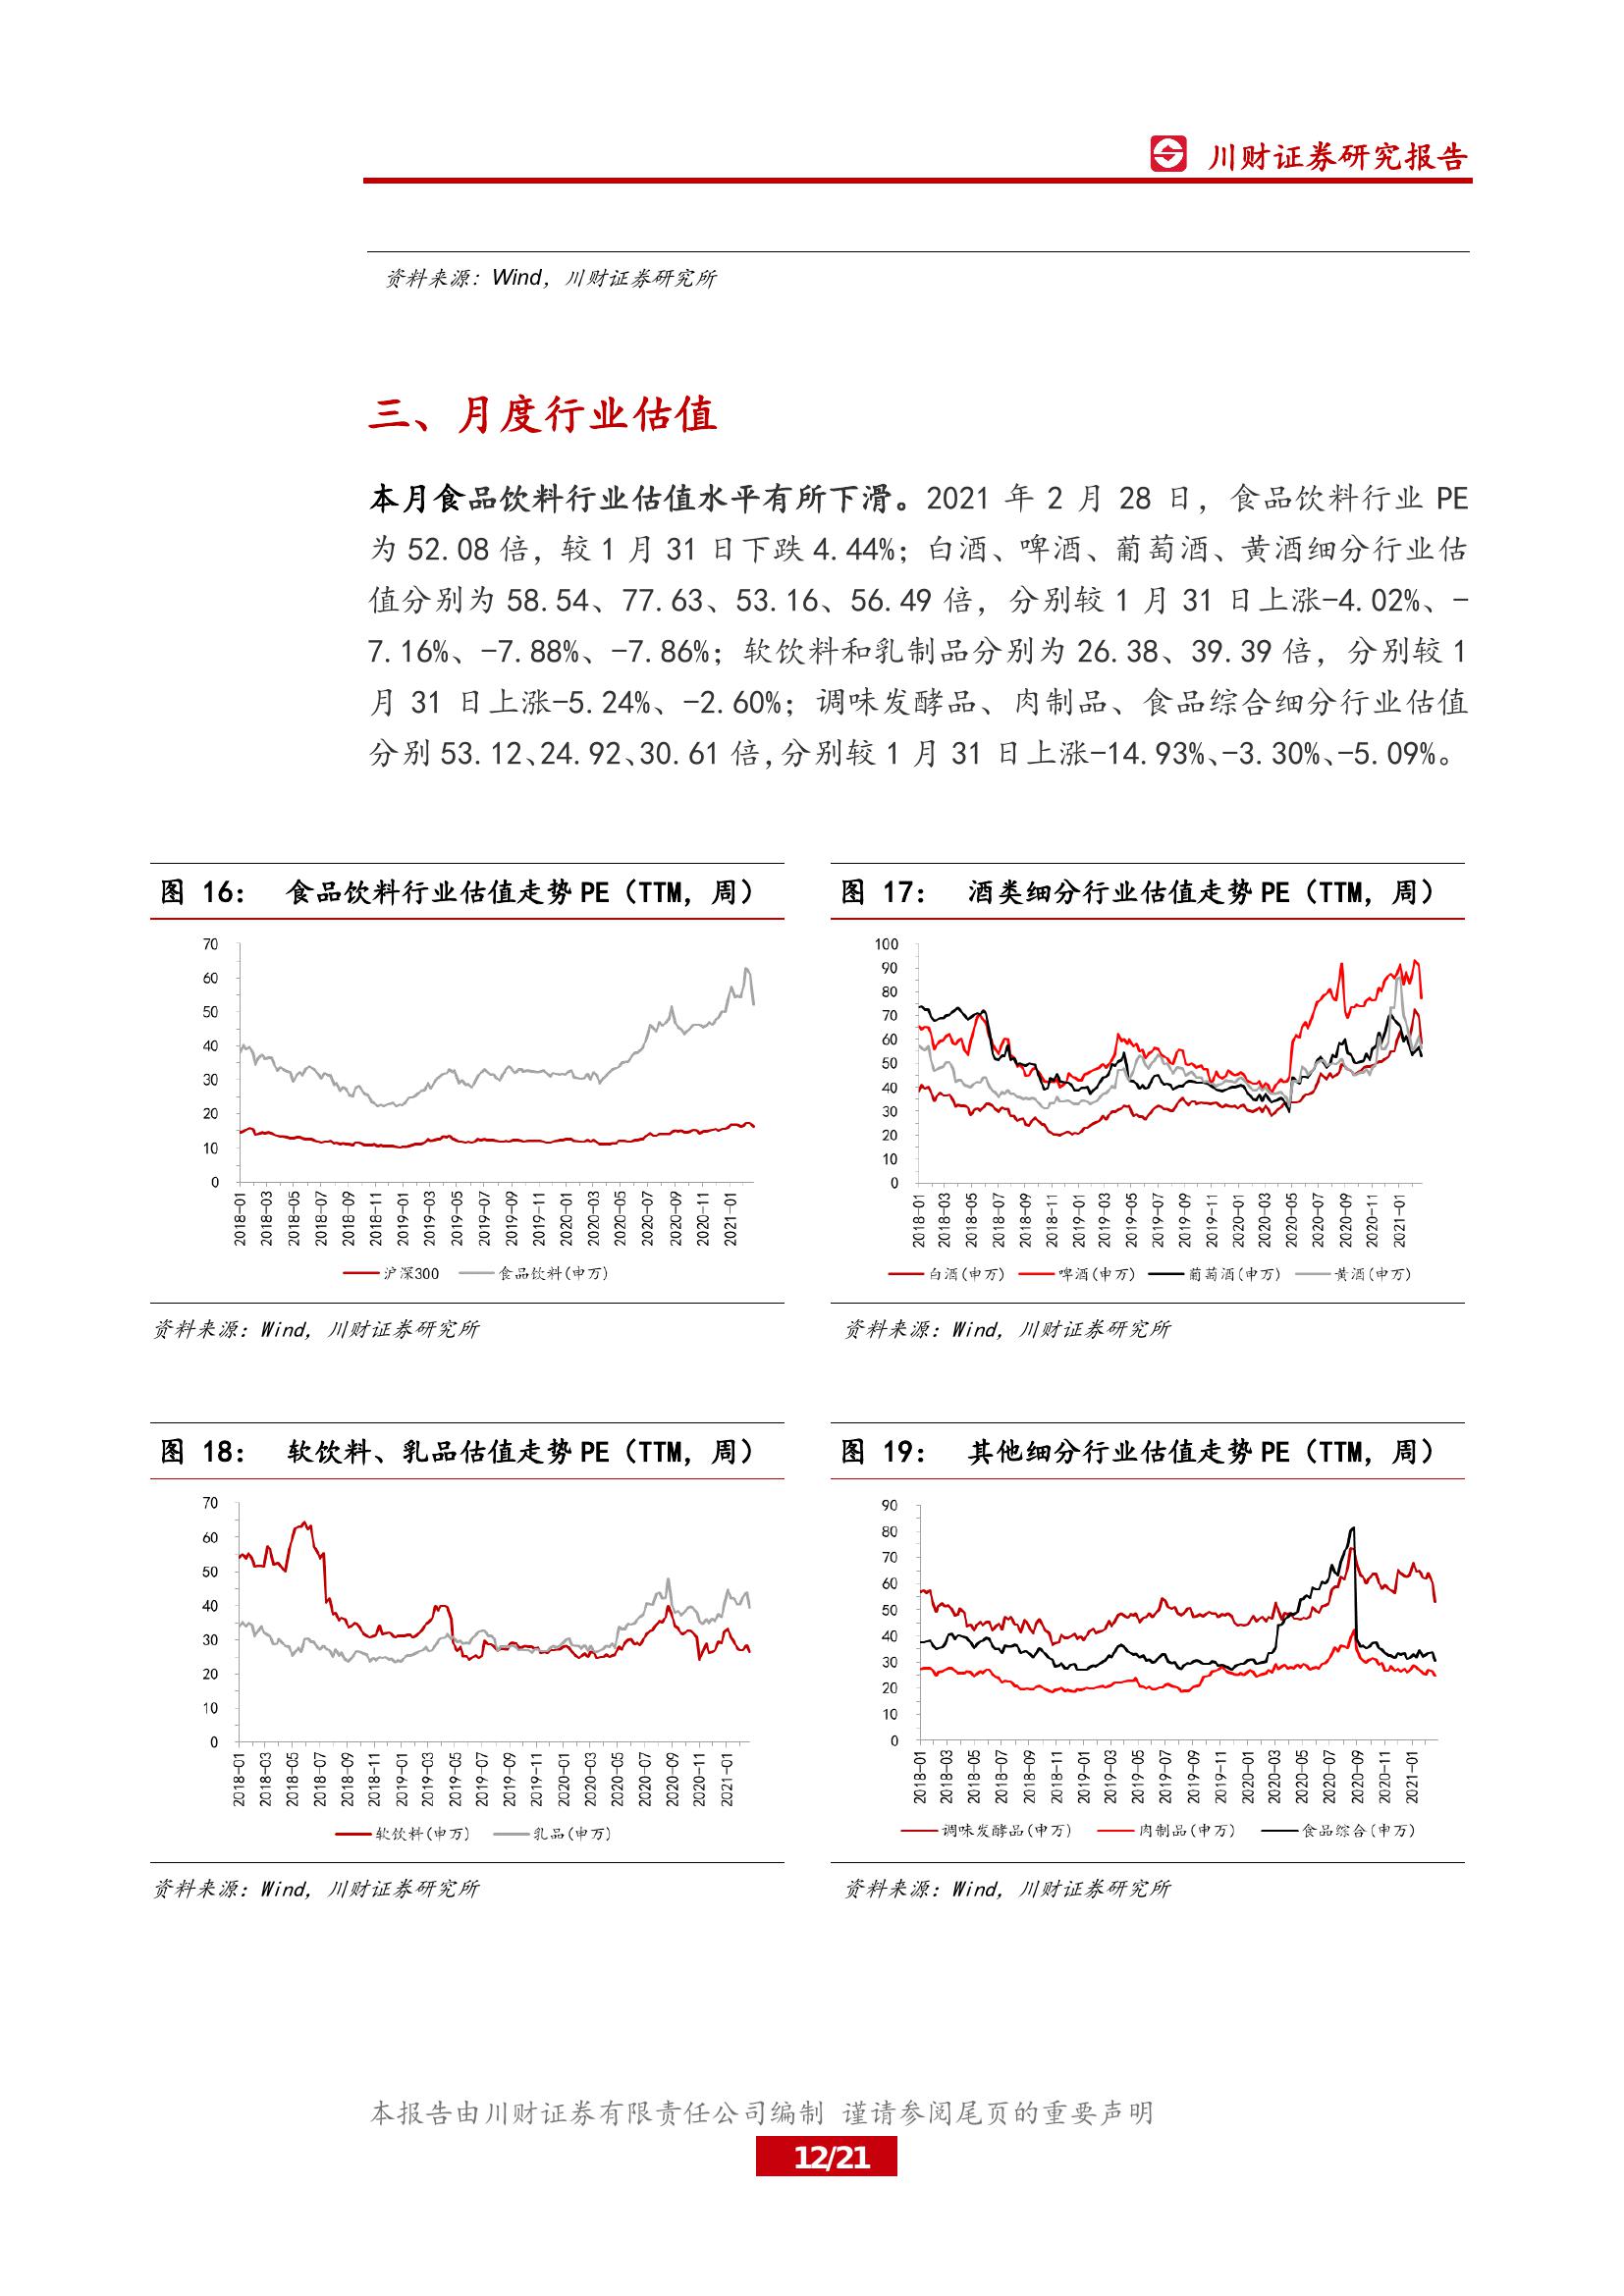 川财证券研究报告
资料来源：Wind，川财证券研究所
三、月度行业估值
本月食品饮料行业估值水平有所下滑。2021 年 2 月 28 日，食品饮料行业 PE
为 52.08 倍，较 1 月 31 日下跌 4.44%；白酒、啤酒、葡萄酒、黄酒细分行业估
值分别为 58.54、77.63、53.16、56.49 倍，分别较 1 月 31 日上涨-4.02%、-
7.16%、-7.88%、-7.86%；软饮料和乳制品分别为 26.38、39.39 倍，分别较 1
月 31 日上涨-5.24%、-2.60%；调味发酵品、肉制品、食品综合细分行业估值
分别 53.12、24.92、30.61 倍，分别较 1 月 31 日上涨-14.93%、-3.30%、-5.09%。
图 16： 食品饮料行业估值走势 PE（TTM，周）
70
60
50
40
30
20
10
0
2018-01 2018-03 2018-05 2018-07 2018-09 2018-11 2019-01 2019-03 2019-05 2019-07 2019-09 2019-11 2020-01 2020-03 2020-05 2020-07 2020-09 2020-11 2021-01
沪深300 食品饮料(申万)
资料来源：Wind，川财证券研究所
图 17： 酒类细分行业估值走势 PE（TTM，周）
100
90
80
70
60
50
40
30
20
10
0
2018-01 2018-03 2018-05 2018-07 2018-09 2018-11 2019-01 2019-03 2019-05 2019-07 2019-09 2019-11 2020-01 2020-03 2020-05 2020-07 2020-09 2020-11 2021-01
白酒(申万) 啤酒(申万) 葡萄酒(申万) 黄酒(申万)
资料来源：Wind，川财证券研究所
图 18： 软饮料、乳品估值走势 PE（TTM，周）
70
60
50
40
30
20
10
0
2018-01 2018-03 2018-05 2018-07 2018-09 2018-11 2019-01 2019-03 2019-05 2019-07 2019-09 2019-11 2020-01 2020-03 2020-05 2020-07 2020-09 2020-11 2021-01
软饮料(申万) 乳品(申万)
资料来源：Wind，川财证券研究所
图 19： 其他细分行业估值走势 PE（TTM，周）
90
80
70
60
50
40
30
20
10
0
2018-01 2018-03 2018-05 2018-07 2018-09 2018-11 2019-01 2019-03 2019-05 2019-07 2019-09 2019-11 2020-01 2020-03 2020-05 2020-07 2020-09 2020-11 2021-01
调味发酵品(申万) 肉制品(申万) 食品综合(申万)
资料来源：Wind，川财证券研究所
本报告由川财证券有限责任公司编制 谨请参阅尾页的重要声明
12/21